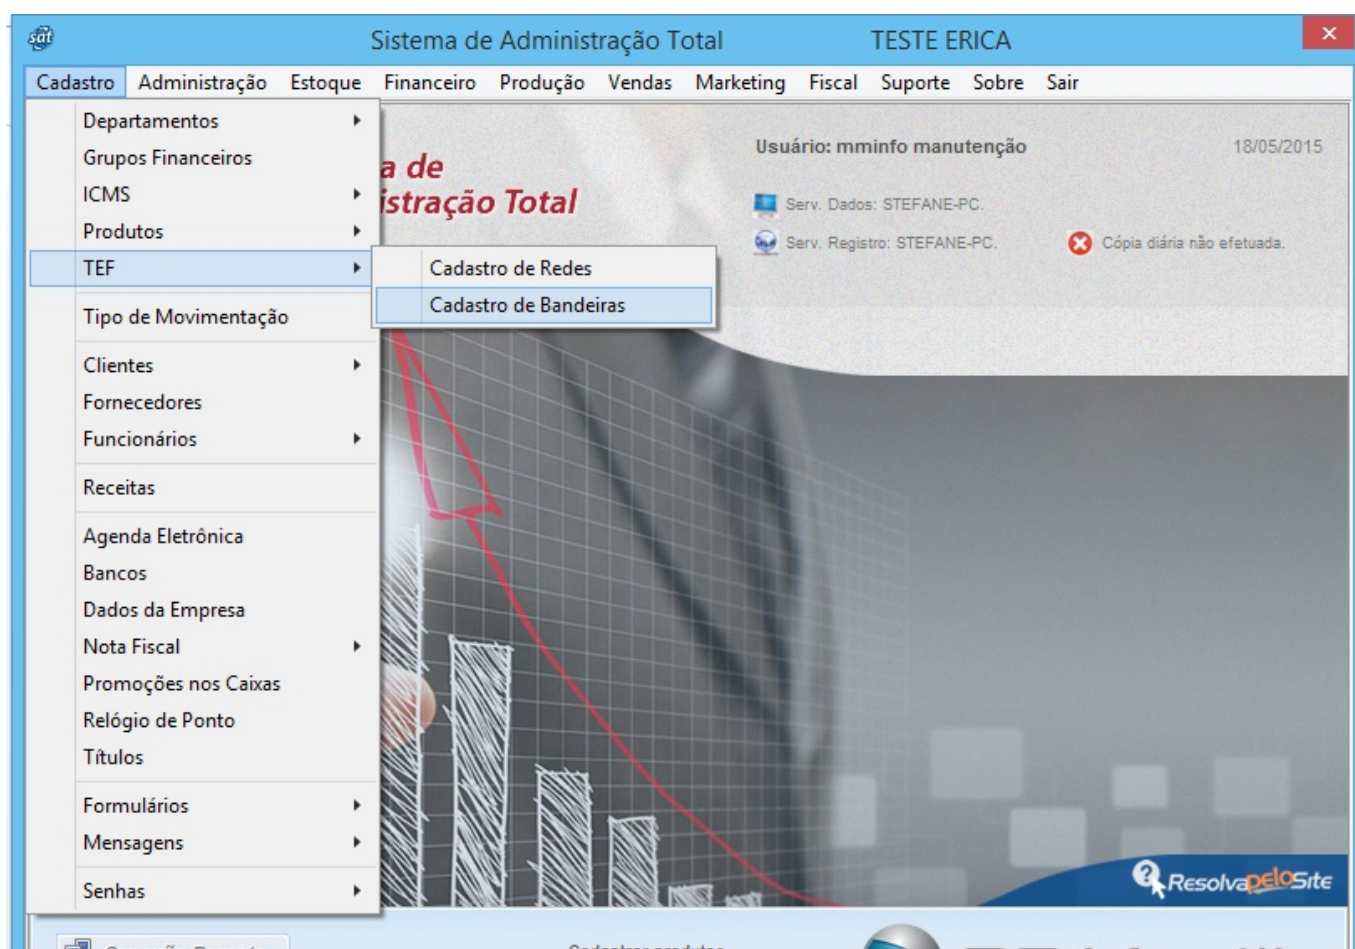 sat Sistema de Administração Total TESTE ERICA
Cadastro Administração Estoque Financeiro Produção Vendas Marketing Fiscal Suporte Sobre Sair
Departamentos
Grupos Financeiros
ICMS
Produtos
TEF
Tipo de Movimentação
Clientes
Fornecedores
Funcionários
Receitas
Agenda Eletrônica
Bancos
Dados da Empresa
Nota Fiscal
Promoções nos Caixas
Relógio de Ponto
Títulos
Formulários
Mensagens
Senhas
Cadastro de Redes
Cadastro de Bandeiras
a de
istração Total
Usuário: mminfo manutenção
18/05/2015
Serv. Dados: STEFANE-PC.
Serv. Registro: STEFANE-PC.
Cópia diária não efetuada.
ResolvapeloSite